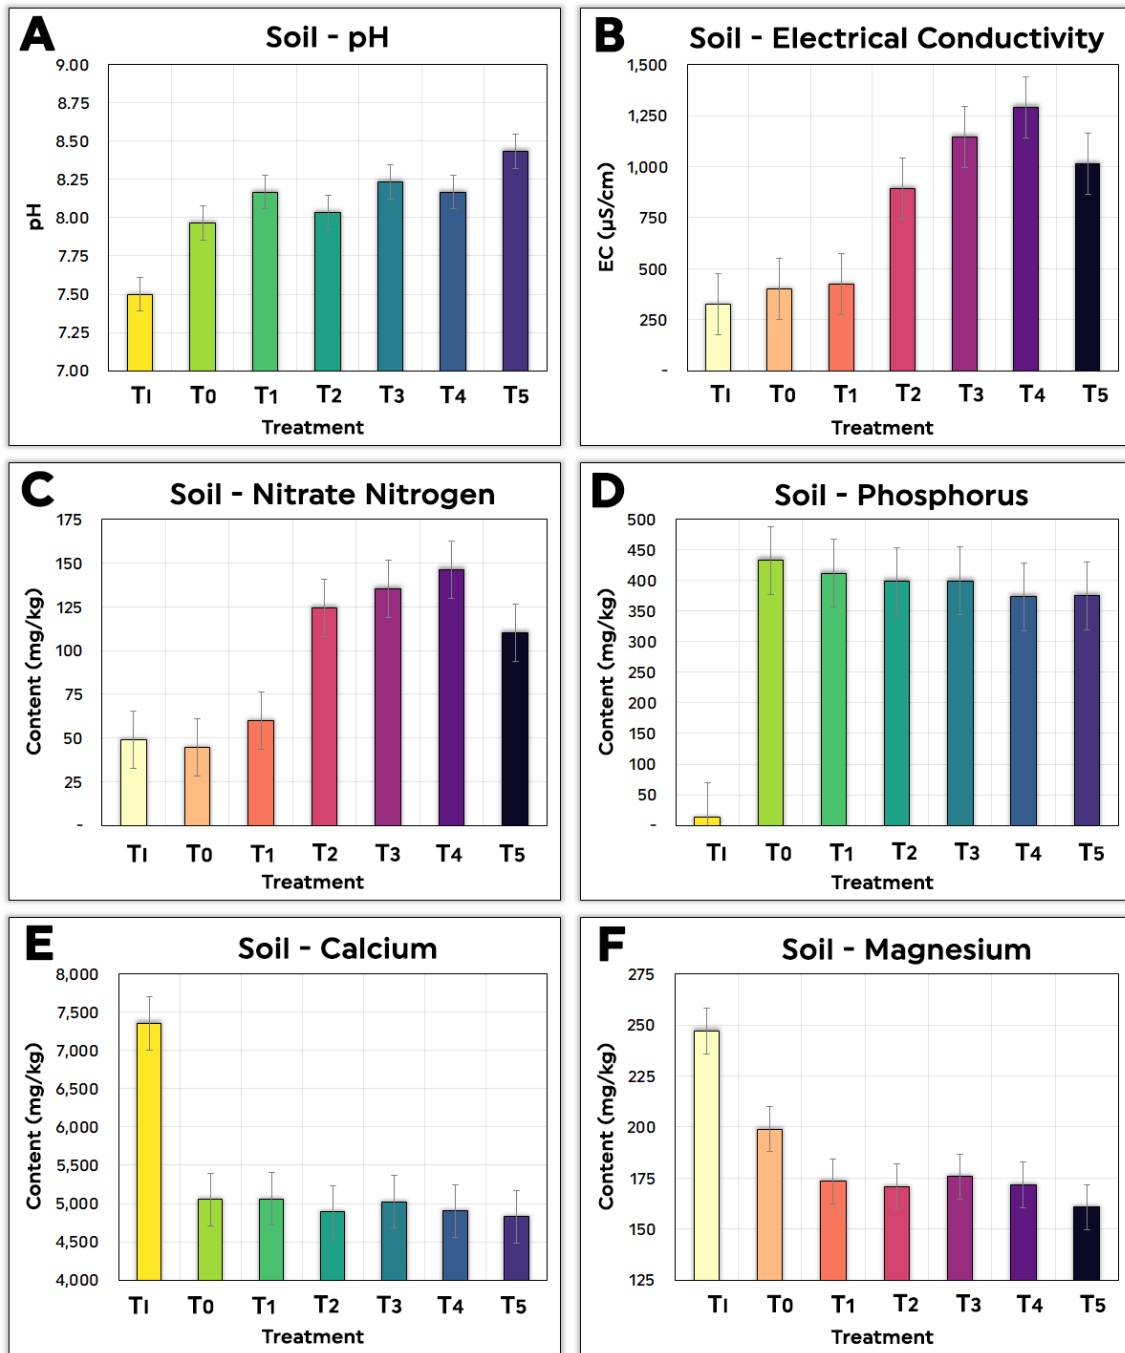 A
Soil - pH
9.00
8.75
8.50
8.25
8.00
7.75
7.50
7.25
7.00
pH
TI T0 T1 T2 T3 T4 T5
Treatment
B
Soil - Electrical Conductivity
1,500
1,250
1,000
750
500
250
-
EC (µS/cm)
TI T0 T1 T2 T3 T4 T5
Treatment
C
Soil - Nitrate Nitrogen
175
150
125
100
75
50
25
-
Content (mg/kg)
TI T0 T1 T2 T3 T4 T5
Treatment
D
Soil - Phosphorus
500
450
400
350
300
250
200
150
100
50
-
Content (mg/kg)
TI T0 T1 T2 T3 T4 T5
Treatment
E
Soil - Calcium
8,000
7,500
7,000
6,500
6,000
5,500
5,000
4,500
4,000
Content (mg/kg)
TI T0 T1 T2 T3 T4 T5
Treatment
F
Soil - Magnesium
275
250
225
200
175
150
125
Content (mg/kg)
TI T0 T1 T2 T3 T4 T5
Treatment